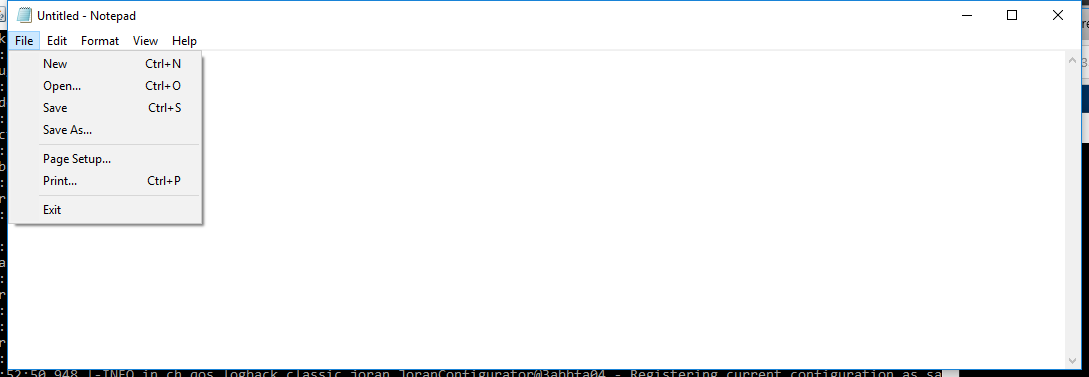 Untitled - Notepad
File Edit Format View Help
New Ctrl+N
Open... Ctrl+O
Save Ctrl+S
Save As...
Page Setup...
Print... Ctrl+P
Exit
:52:50,948 |-INFO in ch.qos.logback.classic.joran.JoranConfigurator@3abbfa04 - Registering current configuration as sa